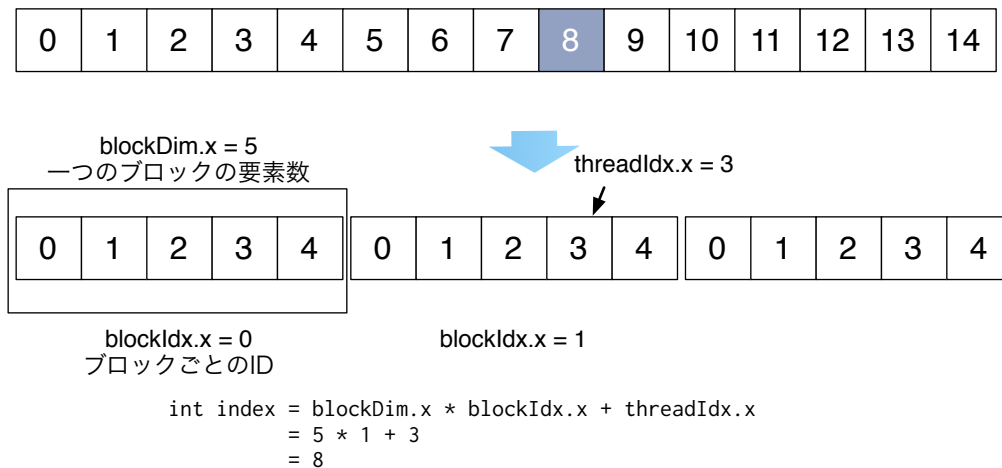 0 1 2 3 4 5 6 7 8 9 10 11 12 13 14
blockDim.x = 5
一つのブロックの要素数
threadIdx.x = 3
0 1 2 3 4 0 1 2 3 4 0 1 2 3 4
blockIdx.x = 0
ブロックごとのID
blockIdx.x = 1
int index = blockDim.x * blockIdx.x + threadIdx.x
= 5 * 1 + 3
= 8